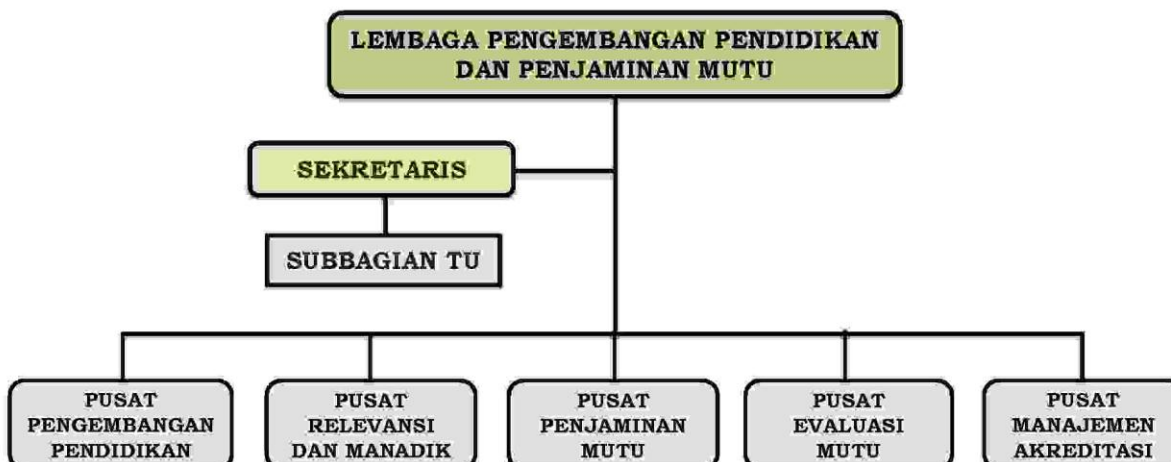 LEMBAGA PENGEMBANGAN PENDIDIKAN
DAN PENJAMINAN MUTU
SEKRETARIS
SUBBAGIAN TU
PUSAT
PENGEMBANGAN
PENDIDIKAN
PUSAT
RELEVANSI
DAN MANADIK
PUSAT
PENJAMINAN
MUTU
PUSAT
EVALUASI
MUTU
PUSAT
MANAJEMEN
AKREDITASI